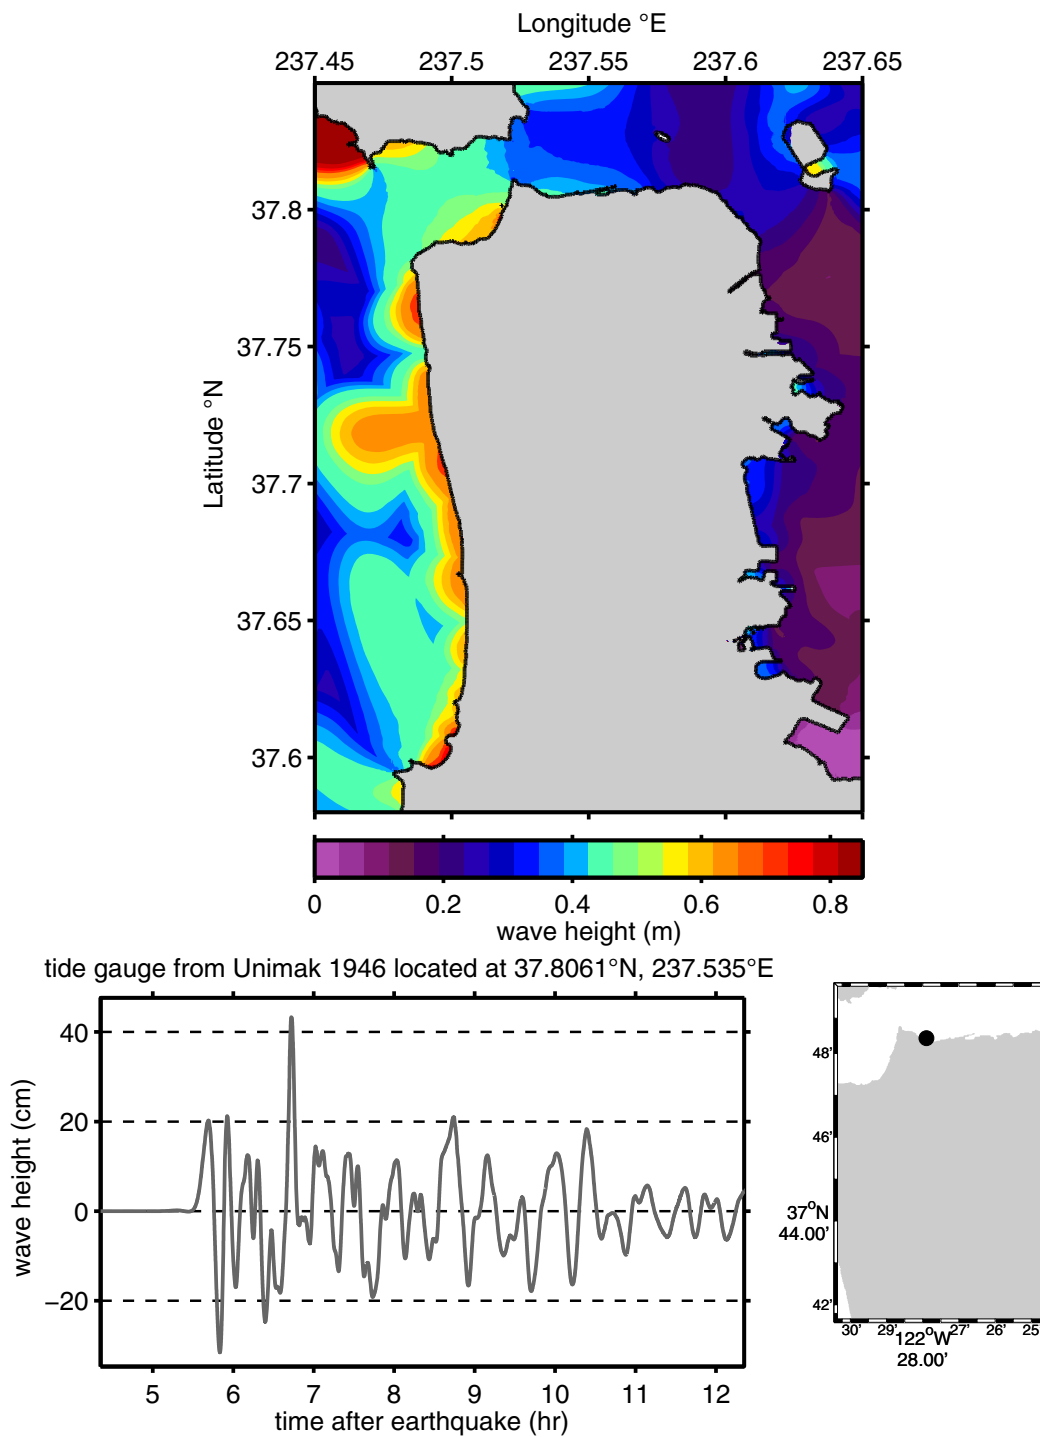 Longitude °E
237.45 237.5 237.55 237.6 237.65
Latitude °N
37.8
37.75
37.7
37.65
37.6
0 0.2 0.4 0.6 0.8
wave height (m)
tide gauge from Unimak 1946 located at 37.8061°N, 237.535°E
wave height (cm)
40
20
0
−20
5 6 7 8 9 10 11 12
time after earthquake (hr)
48'
46'
37°N
44.00'
42'
30' 29' 122°W 27' 26' 25'
28.00'